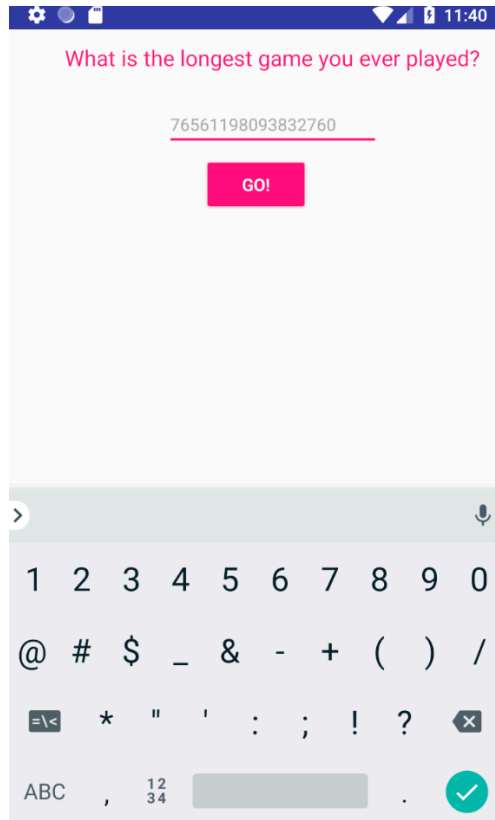 11:40
What is the longest game you ever played?
76561198093832760
GO!
1 2 3 4 5 6 7 8 9 0
@ # $ _ & - + ( ) /
=\< * " ' : ; ! ?
ABC , 12 34 .